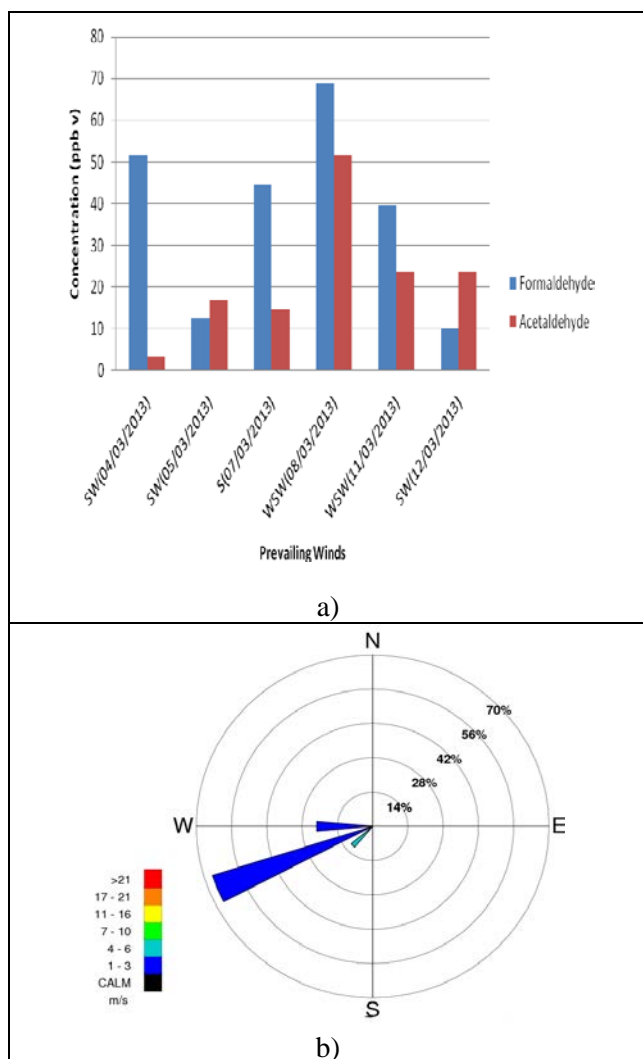 80
70
60
50
40
30
20
10
0
Concentration (ppb v)
Formaldehyde
Acetaldehyde
SW(04/03/2013)
SW(05/03/2013)
S(07/03/2013)
WSW(08/03/2013)
WSW(11/03/2013)
SW(12/03/2013)
Prevailing Winds
a)
N
70%
56%
42%
28%
14%
W
E
>21
17 - 21
11 - 16
7 - 10
4 - 6
1 - 3
CALM
m/s
S
b)